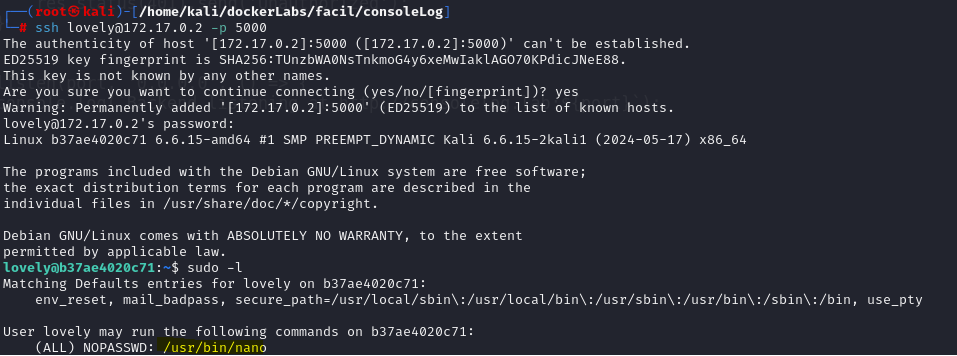 ┌──(root㉿kali)-[/home/kali/dockerLabs/facil/consoleLog]
└─# ssh lovely@172.17.0.2 -p 5000
The authenticity of host '[172.17.0.2]:5000 ([172.17.0.2]:5000)' can't be established.
ED25519 key fingerprint is SHA256:TUnzbWA0NsTnkmoG4y6xeMwIaklAGO70KPdicJNeE88.
This key is not known by any other names.
Are you sure you want to continue connecting (yes/no/[fingerprint])? yes
Warning: Permanently added '[172.17.0.2]:5000' (ED25519) to the list of known hosts.
lovely@172.17.0.2's password:
Linux b37ae4020c71 6.6.15-amd64 #1 SMP PREEMPT_DYNAMIC Kali 6.6.15-2kali1 (2024-05-17) x86_64
The programs included with the Debian GNU/Linux system are free software;
the exact distribution terms for each program are described in the
individual files in /usr/share/doc/*/copyright.
Debian GNU/Linux comes with ABSOLUTELY NO WARRANTY, to the extent
permitted by applicable law.
lovely@b37ae4020c71:~$ sudo -l
Matching Defaults entries for lovely on b37ae4020c71:
env_reset, mail_badpass, secure_path=/usr/local/sbin\:/usr/local/bin\:/usr/sbin\:/usr/bin\:/sbin\:/bin, use_pty
User lovely may run the following commands on b37ae4020c71:
(ALL) NOPASSWD: /usr/bin/nano